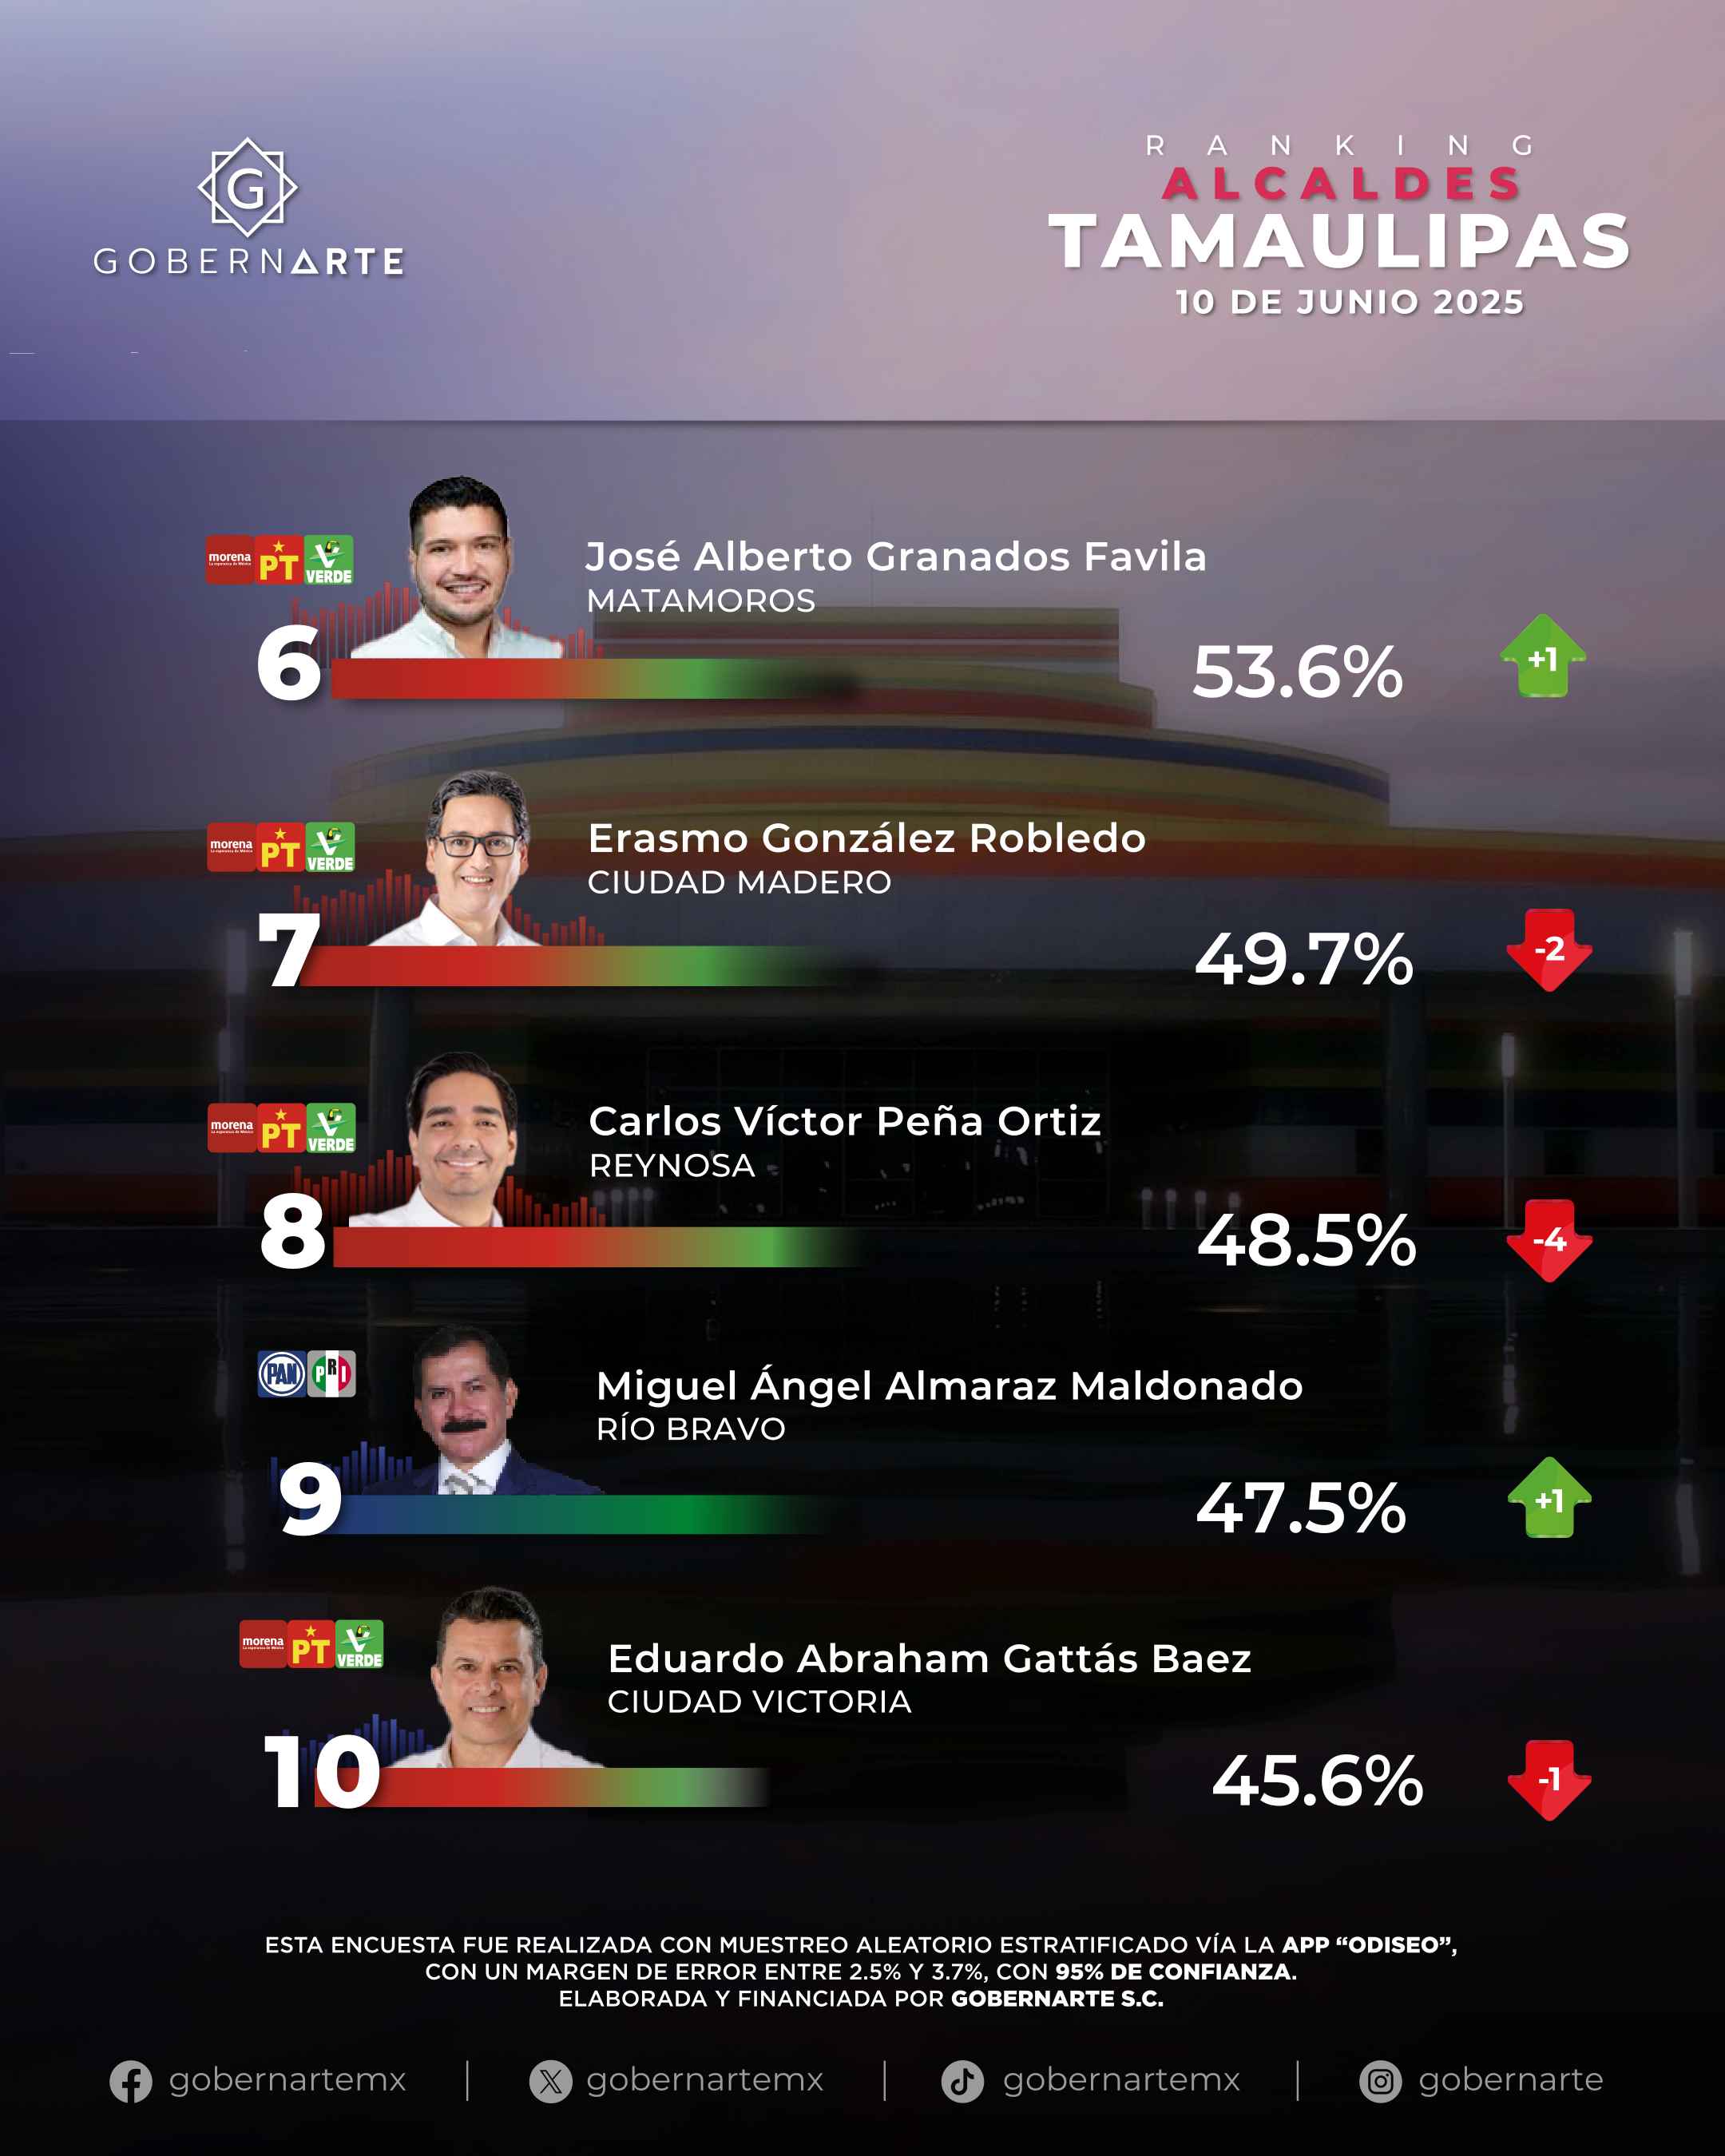 G
GOBERNARTE
RANKING
ALCALDES
TAMAULIPAS
10 DE JUNIO 2025
morena
PT
VERDE
José Alberto Granados Favila
MATAMOROS
6
53.6%
+1
morena
PT
VERDE
Erasmo González Robledo
CIUDAD MADERO
7
49.7%
-2
morena
PT
VERDE
Carlos Víctor Peña Ortiz
REYNOSA
8
48.5%
-4
PAN
PRI
Miguel Ángel Almaraz Maldonado
RÍO BRAVO
9
47.5%
+1
morena
PT
VERDE
Eduardo Abraham Gattás Baez
CIUDAD VICTORIA
10
45.6%
-1
ESTA ENCUESTA FUE REALIZADA CON MUESTREO ALEATORIO ESTRATIFICADO VÍA LA APP “ODISEO”,
CON UN MARGEN DE ERROR ENTRE 2.5% Y 3.7%, CON 95% DE CONFIANZA.
ELABORADA Y FINANCIADA POR GOBERNARTE S.C.
gobernartemx | gobernartemx | gobernartemx | gobernarte